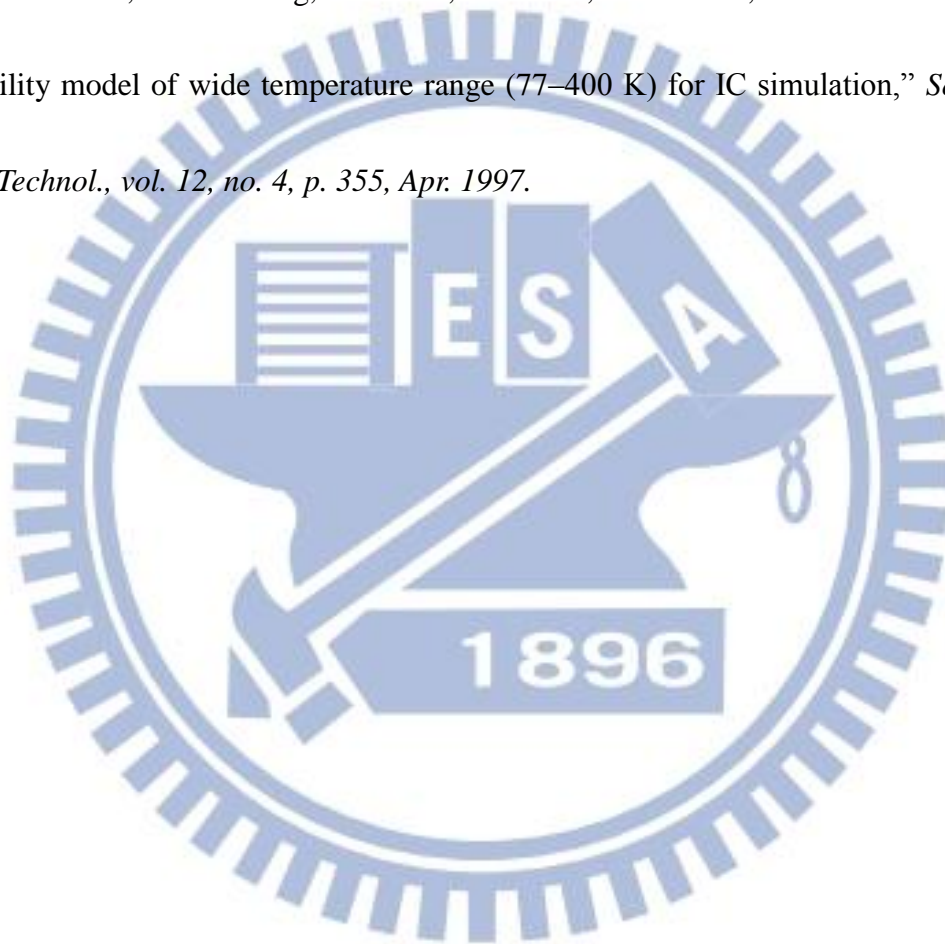 ility model of wide temperature range (77–400 K) for IC simulation,”
Technol., vol. 12, no. 4, p. 355, Apr. 1997.
E S A
1896